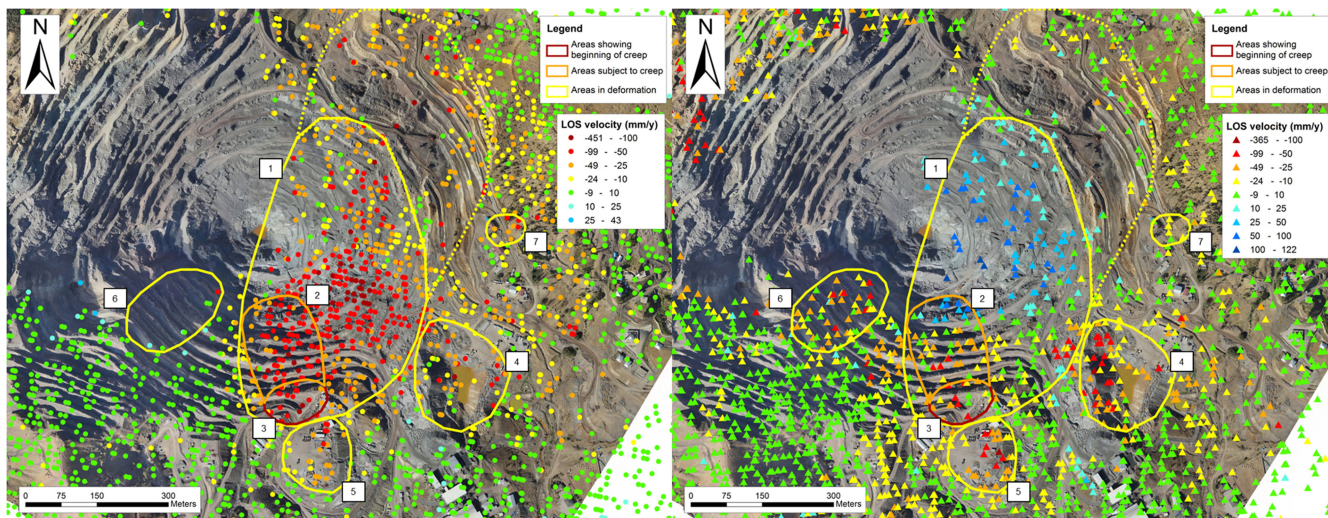 N
Legend
Areas showing
beginning of creep
Areas subject to creep
Areas in deformation
LOS velocity (mm/y)
-451 - -100
-99 - -50
-49 - -25
-24 - -10
-9 - 10
10 - 25
25 - 43
1
2
3
4
5
6
7
0 75 150 300
Meters
N
Legend
Areas showing
beginning of creep
Areas subject to creep
Areas in deformation
LOS velocity (mm/y)
-365 - -100
-99 - -50
-49 - -25
-24 - -10
-9 - 10
10 - 25
25 - 50
50 - 100
100 - 122
1
2
3
4
5
6
7
0 75 150 300
Meters